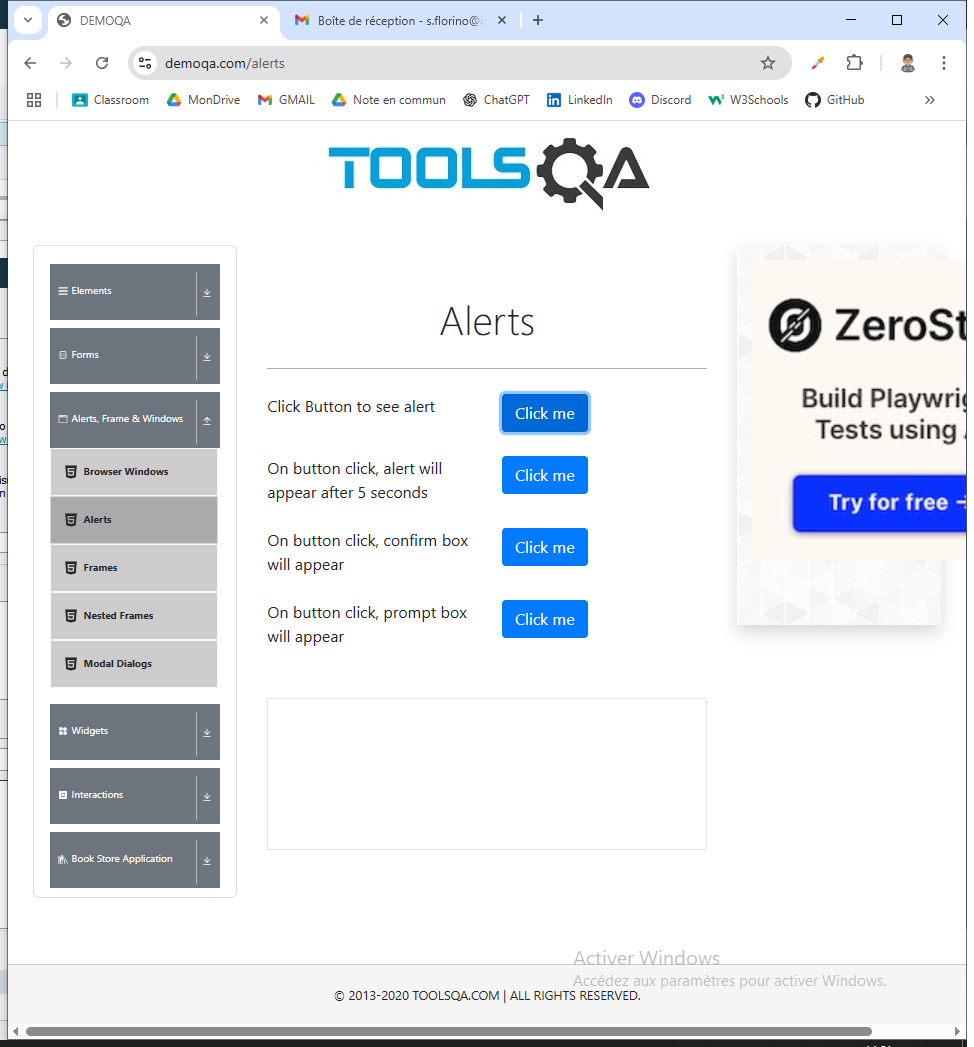 DEMOQA
Boîte de réception - s.florino@
demoqa.com/alerts
Classroom MonDrive GMAIL Note en commun ChatGPT LinkedIn Discord W3Schools GitHub
TOOLSQA
Elements
Forms
Alerts, Frame & Windows
Browser Windows
Alerts
Frames
Nested Frames
Modal Dialogs
Widgets
Interactions
Book Store Application
Alerts
Click Button to see alert
Click me
On button click, alert will
appear after 5 seconds
Click me
On button click, confirm box
will appear
Click me
On button click, prompt box
will appear
Click me
ZeroSt
Build Playwrig
Tests using
Try for free
Activer Windows
Accédez aux paramètres pour activer Windows.
© 2013-2020 TOOLSQA.COM | ALL RIGHTS RESERVED.